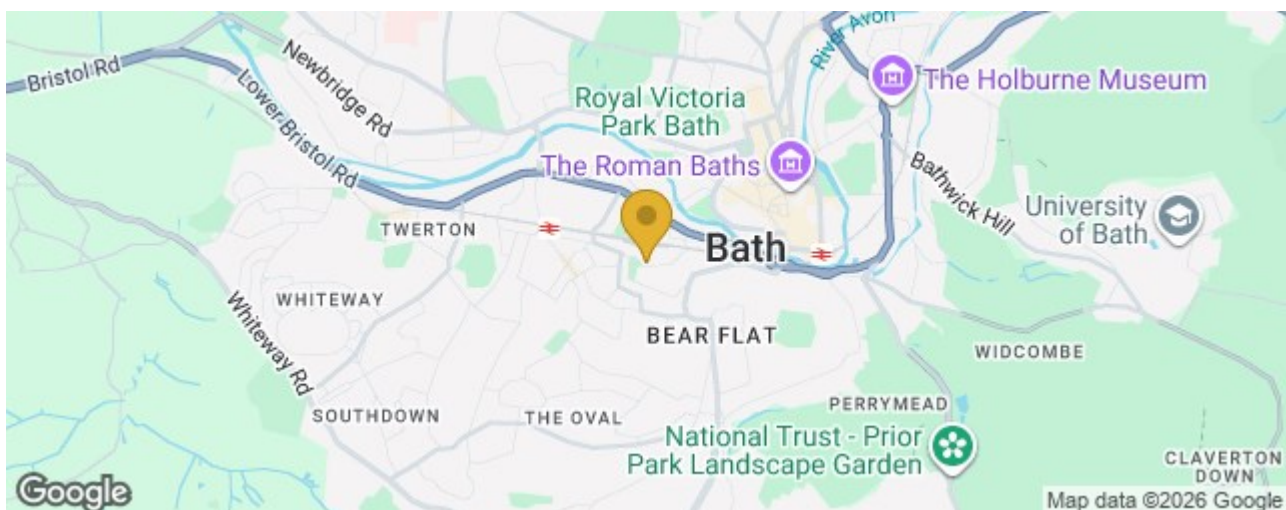 River Avon
Newbridge Rd
Bristol Rd
Lower Bristol Rd
The Holburne Museum
Royal Victoria
Park Bath
The Roman Baths
Bathwick Hill
University
of Bath
TWERTON
Bath
WHITEWAY
Whiteway Rd
BEAR FLAT
WIDCOMBE
SOUTHDOWN
THE OVAL
PERRYMEAD
National Trust - Prior
Park Landscape Garden
CLAVERTON
DOWN
Google
Map data ©2026 Google